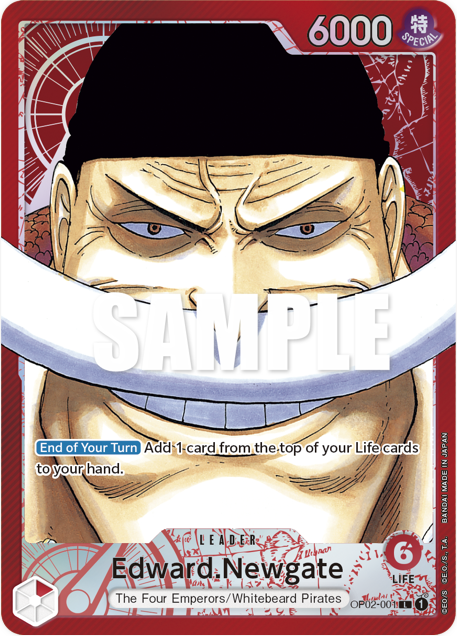 6000
特
SPECIAL
SAMPLE
End of Your Turn Add 1 card from the top of your Life cards
to your hand.
LEADER
Edward.Newgate
The Four Emperors/Whitebeard Pirates
6
LIFE
OP02-001 L 1
©E.O/S. ©E.O./S.,T.A BANDAI MADE IN JAPAN